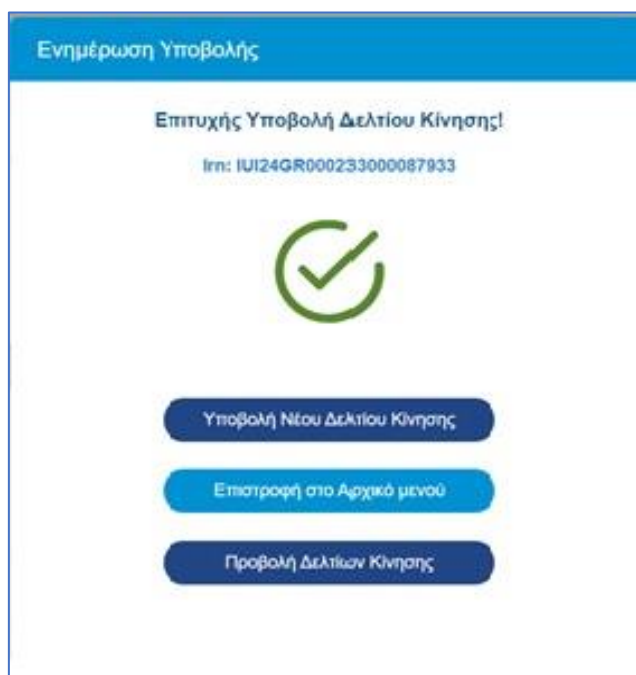 Ενημέρωση Υποβολής
Επιτυχής Υποβολή Δελτίου Κίνησης!
Irn: IUI24GR000233000087933
Υποβολή Νέου Δελτίου Κίνησης
Επιστροφή στο Αρχικό μενού
Προβολή Δελτίων Κίνησης